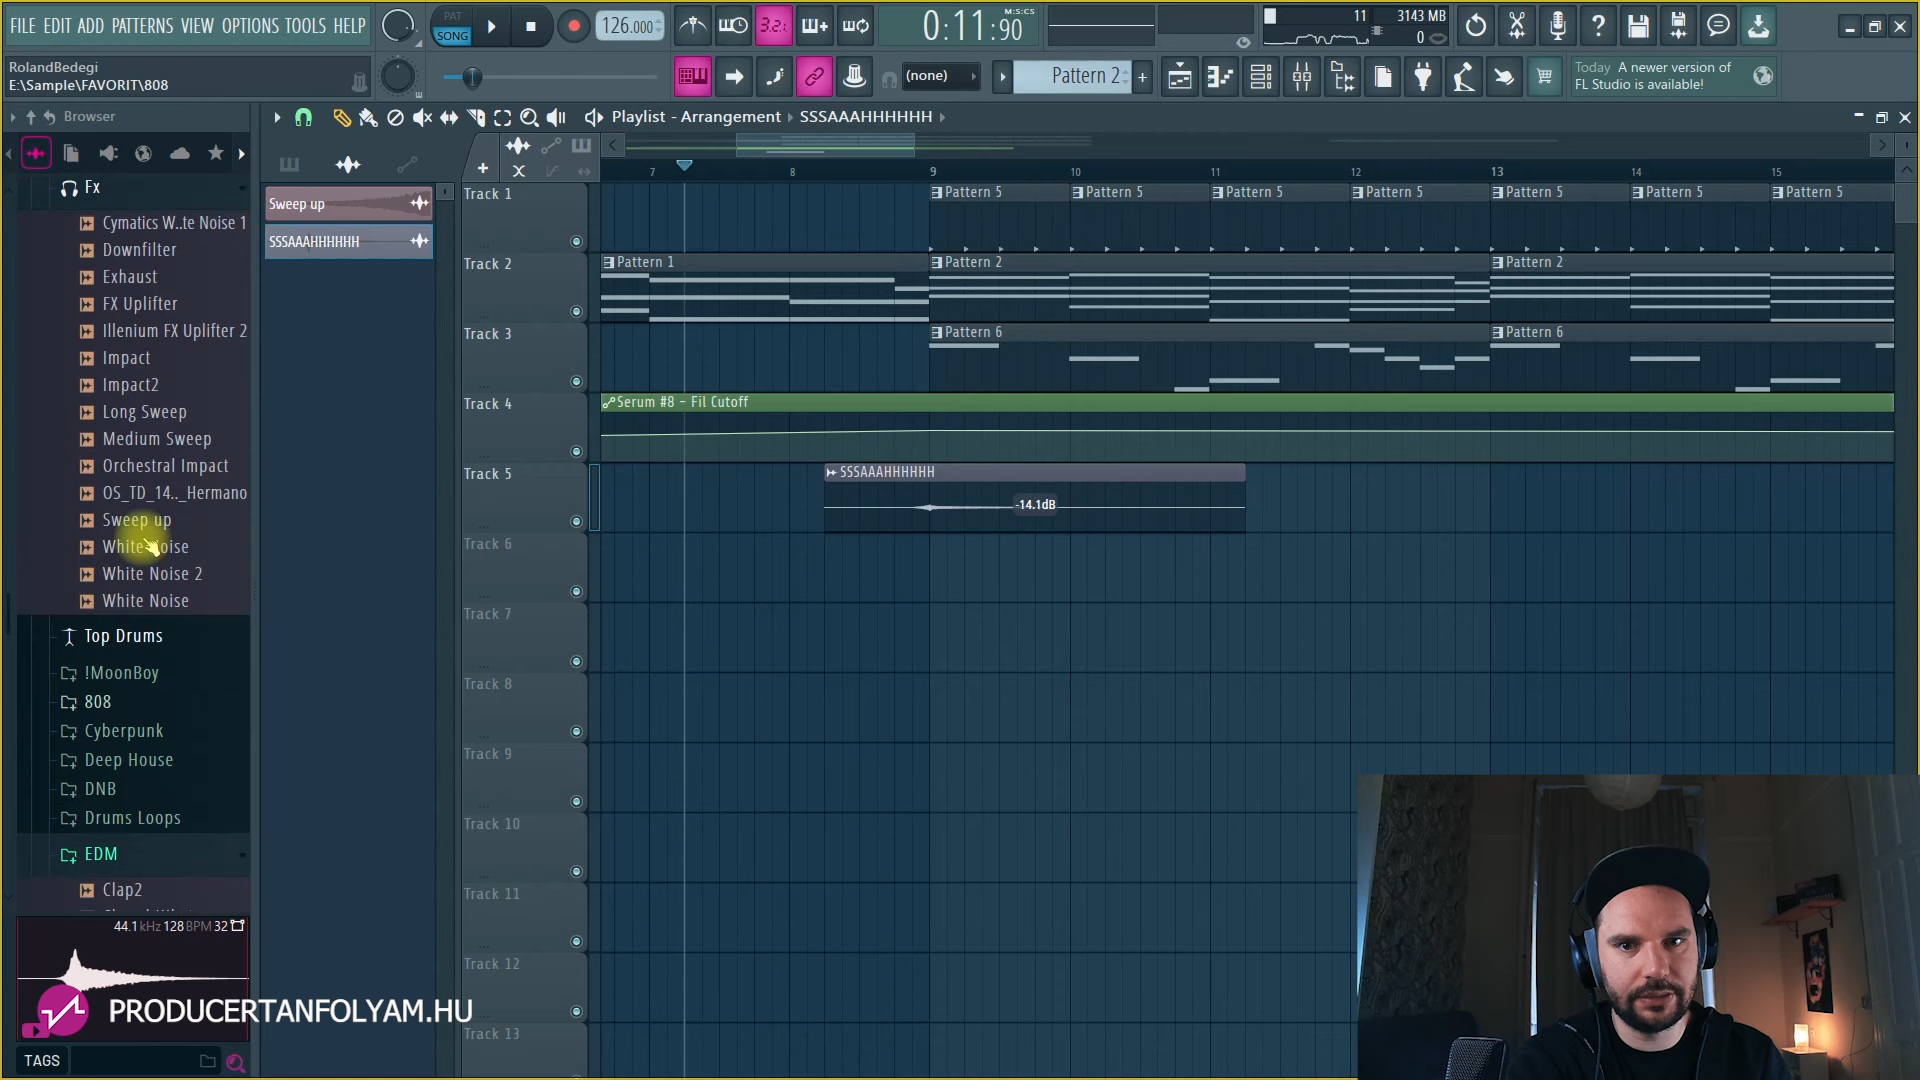 FILE EDIT ADD PATTERNS VIEW OPTIONS TOOLS HELP
PAT
SONG
126.000
3.2.
0:11:90
M:S:CS
11
3143 MB
0
RolandBedegi
E:\Sample\FAVORIT\808
(none)
Pattern 2
Today A newer version of
FL Studio is available!
Browser
Playlist - Arrangement
SSSAAAHHHHHH
Fx
Cymatics W..te Noise 1
Downfilter
Exhaust
FX Uplifter
Illenium FX Uplifter 2
Impact
Impact2
Long Sweep
Medium Sweep
Orchestral Impact
OS_TD_14.._Hermano
Sweep up
White Noise
White Noise 2
White Noise
Top Drums
!MoonBoy
808
Cyberpunk
Deep House
DNB
Drums Loops
EDM
Clap2
44.1 kHz 128 BPM 32
TAGS
Sweep up
SSSAAAHHHHHH
7
8
9
10
11
12
13
14
15
Track 1
Pattern 5
Pattern 5
Pattern 5
Pattern 5
Pattern 5
Pattern 5
Pattern 5
Track 2
Pattern 1
Pattern 2
Pattern 2
Track 3
Pattern 6
Pattern 6
Track 4
Serum #8 - Fil Cutoff
Track 5
SSSAAAHHHHHH
-14.1dB
Track 6
Track 7
Track 8
Track 9
Track 10
Track 11
Track 12
Track 13
PRODUCERTANFOLYAM.HU